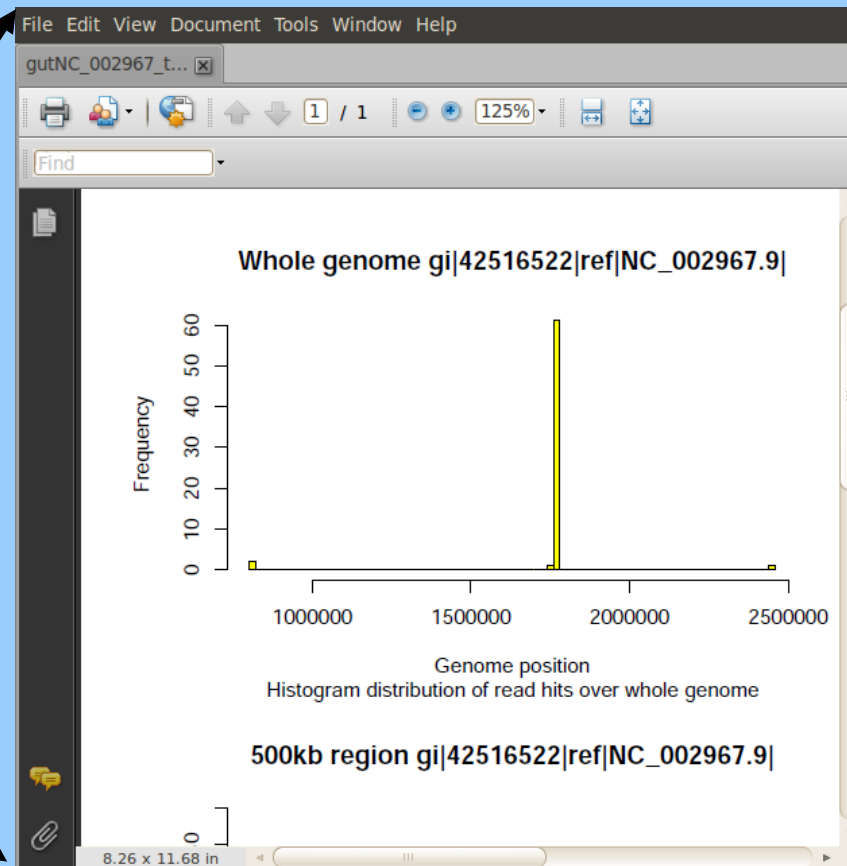 File Edit View Document Tools Window Help
gutNC_002967_t...
1 / 1 125%
Find
Whole genome gi|42516522|ref|NC_002967.9|
60
50
40
30
20
10
0
Frequency
1000000 1500000 2000000 2500000
Genome position
Histogram distribution of read hits over whole genome
500kb region gi|42516522|ref|NC_002967.9|
8.26 x 11.68 in